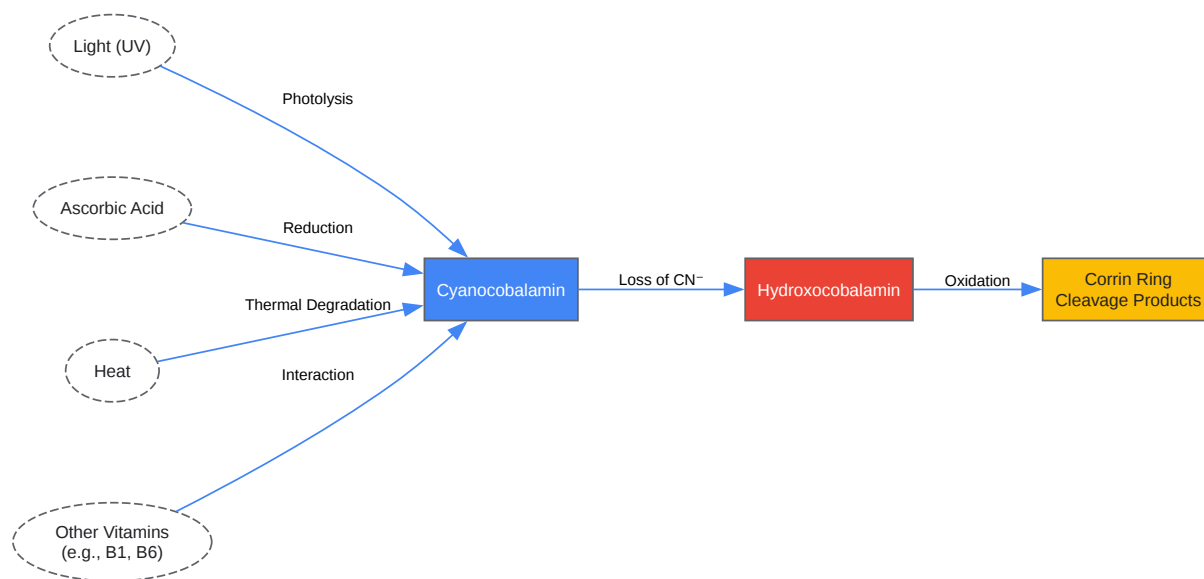 Light (UV)
Photolysis
Ascorbic Acid
Reduction
Thermal Degradation
Heat
Interaction
Other Vitamins
(e.g., B1, B6)
Cyanocobalamin
Loss of CN⁻
Hydroxocobalamin
Oxidation
Corrin Ring
Cleavage Products